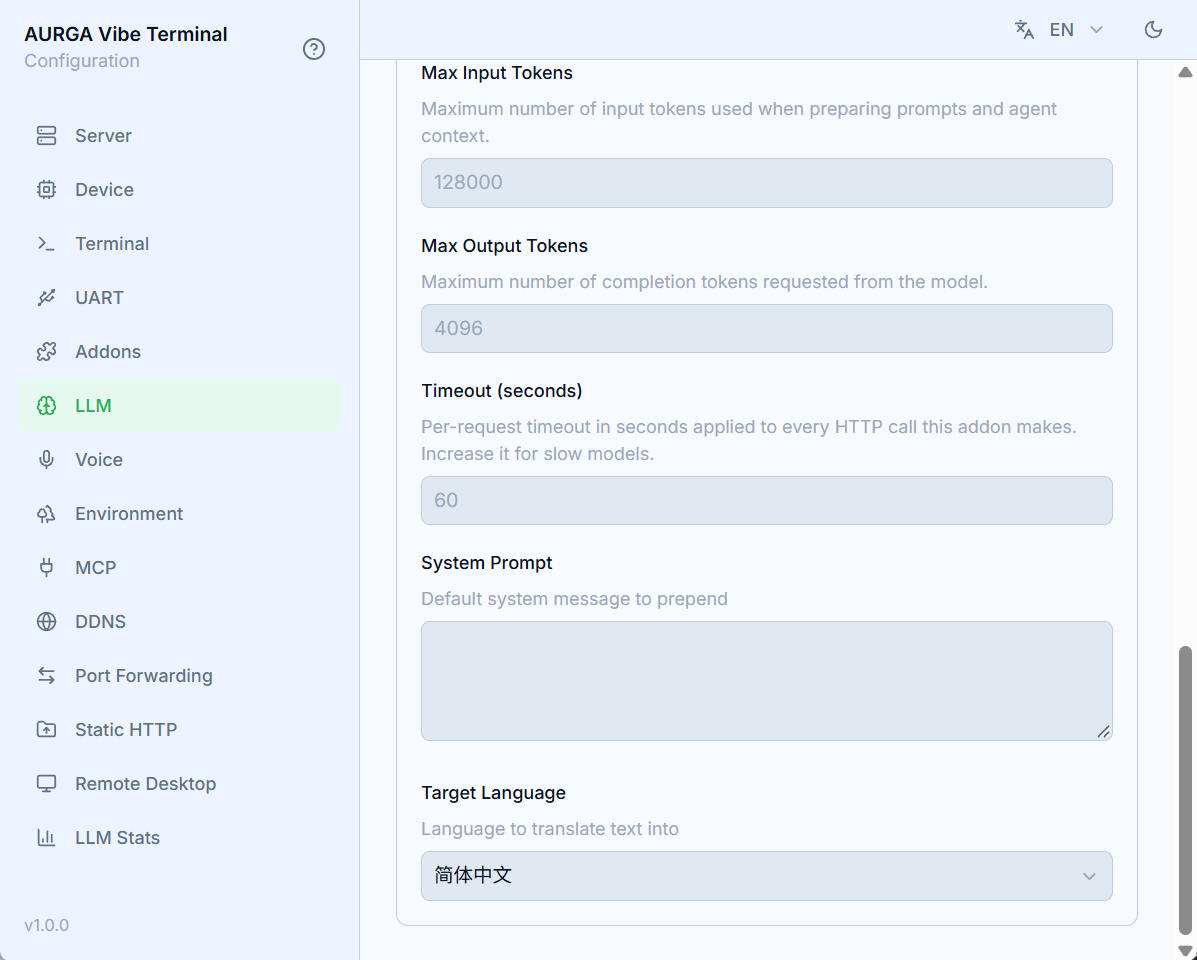 AURGA Vibe Terminal
Configuration
Server
Device
Terminal
UART
Addons
LLM
Voice
Environment
MCP
DDNS
Port Forwarding
Static HTTP
Remote Desktop
LLM Stats
v1.0.0
EN
Max Input Tokens
Maximum number of input tokens used when preparing prompts and agent
context.
128000
Max Output Tokens
Maximum number of completion tokens requested from the model.
4096
Timeout (seconds)
Per-request timeout in seconds applied to every HTTP call this addon makes.
Increase it for slow models.
60
System Prompt
Default system message to prepend
Target Language
Language to translate text into
简体中文